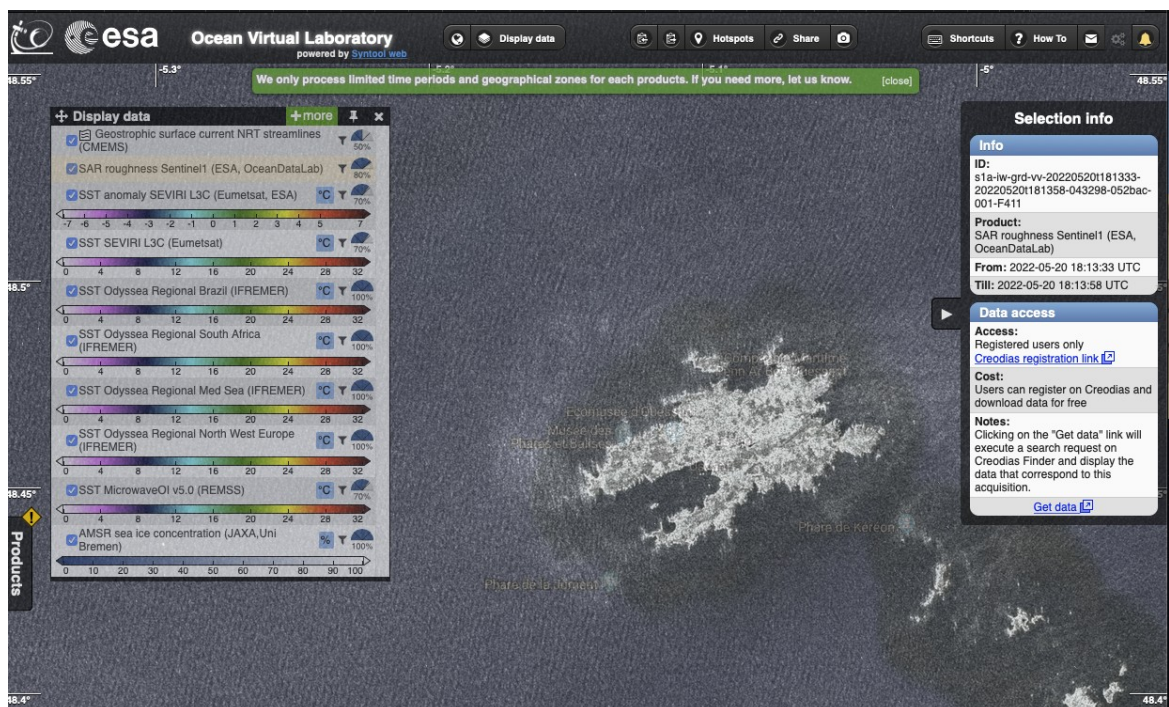 esa
Ocean Virtual Laboratory
powered by Syntool web
Display data
Hotspots
Share
Shortcuts
? How To
48.55°
-5.3°
-5.2°
-5.1°
-5°
48.55°
We only process limited time periods and geographical zones for each products. If you need more, let us know.
[close]
Display data
+more
Geostrophic surface current NRT streamlines
(CMEMS)
50%
SAR roughness Sentinel1 (ESA, OceanDataLab)
80%
SST anomaly SEVIRI L3C (Eumetsat, ESA)
°C
70%
-7 -6 -5 -4 -3 -2 -1 0 1 2 3 4 5 7
SST SEVIRI L3C (Eumetsat)
°C
70%
0 4 8 12 16 20 24 28 32
SST Odyssea Regional Brazil (IFREMER)
°C
100%
0 4 8 12 16 20 24 28 32
SST Odyssea Regional South Africa
(IFREMER)
°C
100%
0 4 8 12 16 20 24 28 32
SST Odyssea Regional Med Sea (IFREMER)
°C
100%
0 4 8 12 16 20 24 28 32
SST Odyssea Regional North West Europe
(IFREMER)
°C
100%
0 4 8 12 16 20 24 28 32
SST MicrowaveOI v5.0 (REMSS)
°C
70%
0 4 8 12 16 20 24 28 32
AMSR sea ice concentration (JAXA,Uni
Bremen)
%
100%
0 10 20 30 40 50 60 70 80 90 100
48.5°
48.45°
48.4°
Products
Musée des
Phare de Kéréon
Phare de la Jument
Selection info
Info
ID:
s1a-iw-grd-vv-20220520t181333-
20220520t181358-043298-052bac-
001-F411
Product:
SAR roughness Sentinel1 (ESA,
OceanDataLab)
From: 2022-05-20 18:13:33 UTC
Till: 2022-05-20 18:13:58 UTC
Data access
Access:
Registered users only
Creodias registration link
Cost:
Users can register on Creodias and
download data for free
Notes:
Clicking on the "Get data" link will
execute a search request on
Creodias Finder and display the
data that correspond to this
acquisition.
Get data
48.4°